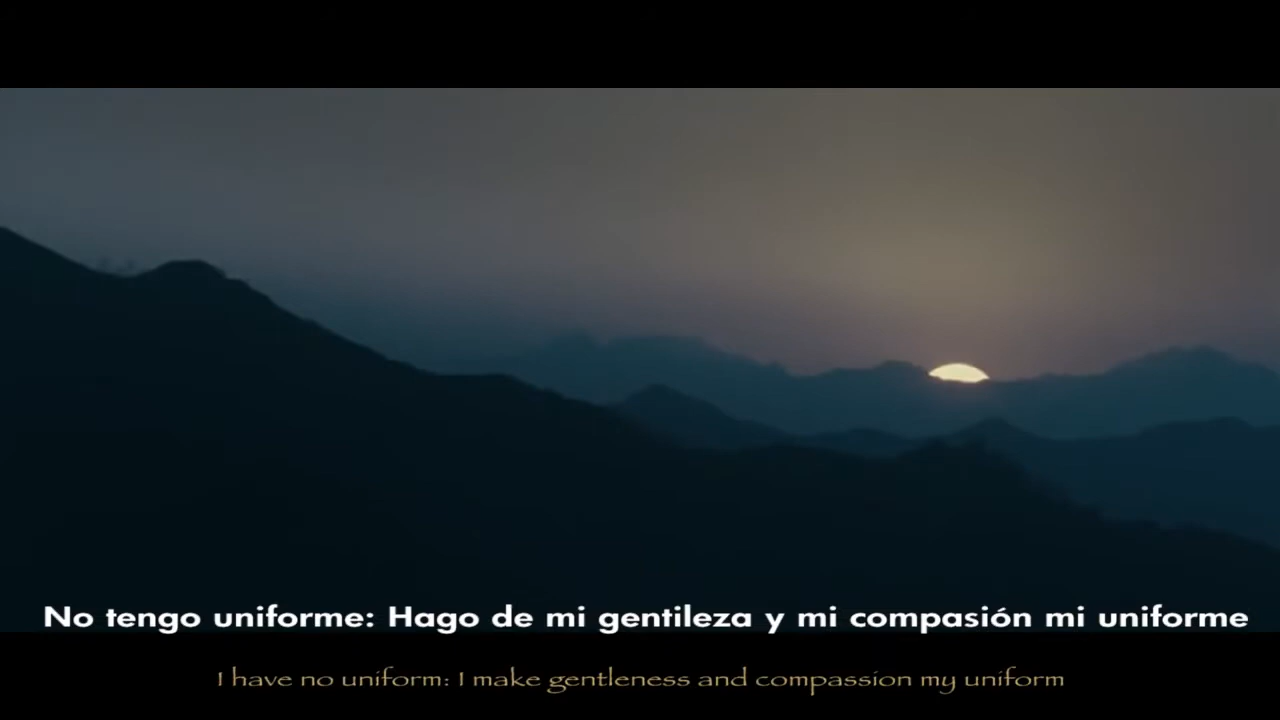 No tengo uniforme: Hago de mi gentileza y mi compasión mi uniforme
I have no uniform: I make gentleness and compassion my uniform